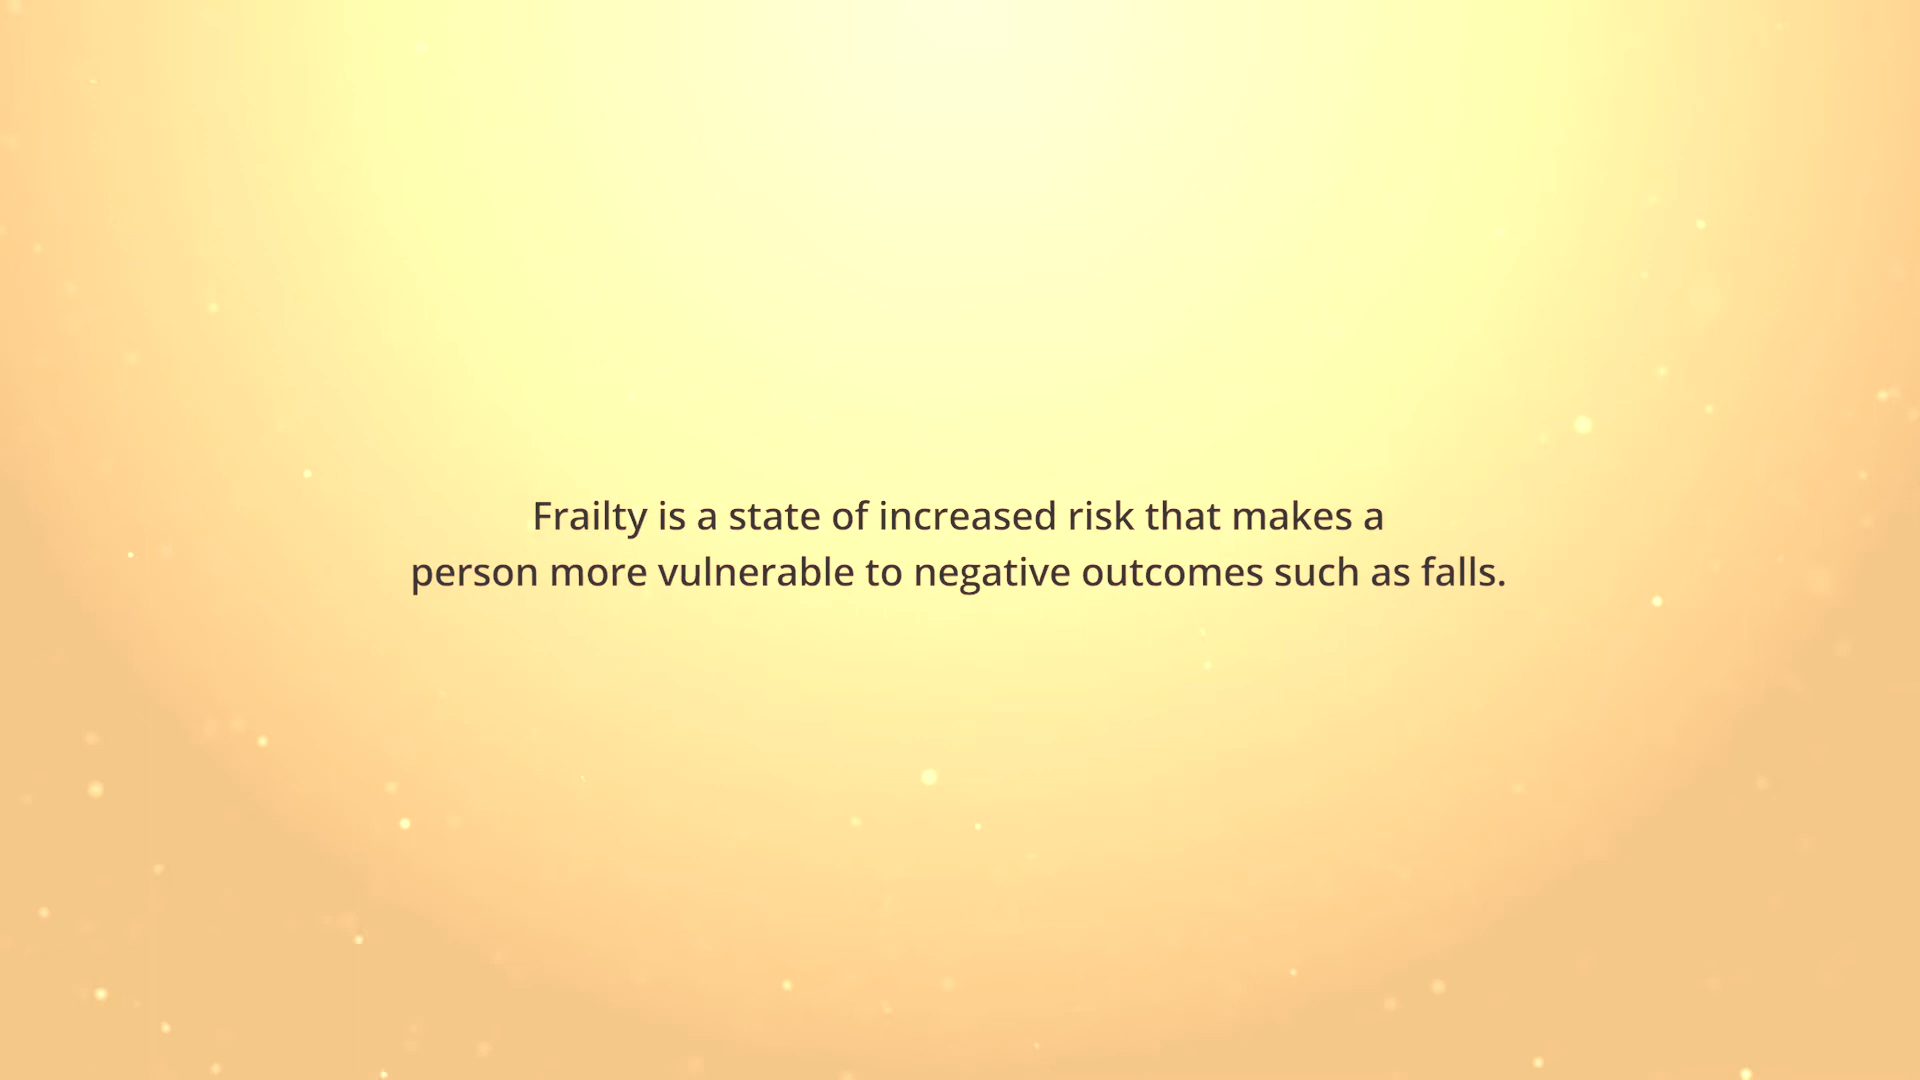 Frailty is a state of increased risk that makes a
person more vulnerable to negative outcomes such as falls.